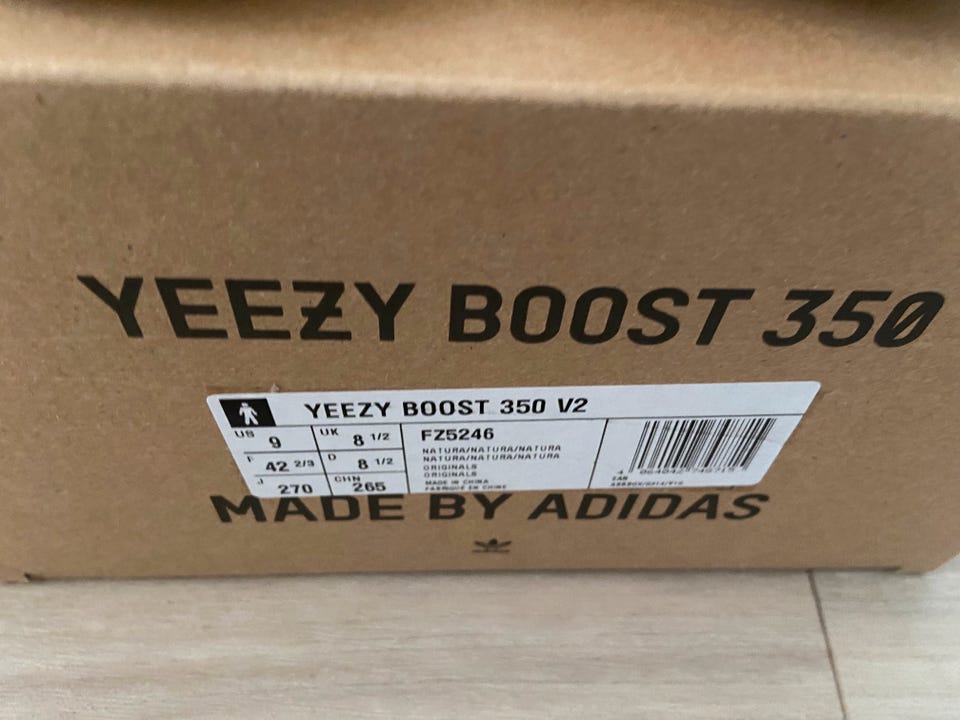 YEEZY BOOST 350
YEEZY BOOST 350 V2
US 9 UK 8 1/2 FZ5246
NATURA/NATURA/NATURA
NATURA/NATURA/NATURA
F 42 2/3 D 8 1/2
ORIGINALS
ORIGINALS
J 270 CHN 265
MADE IN CHINA
FABRIQUE EN CHINE
MADE BY ADIDAS